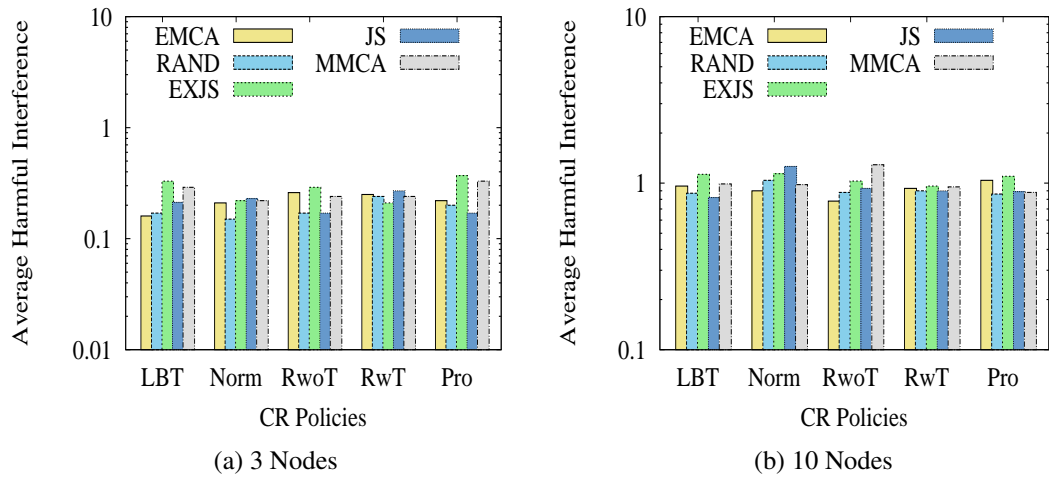 Average Harmful Interference
10
1
0.1
0.01
EMCA
RAND
EXJS
JS
MMCA
LBT Norm RwoT RwT Pro
CR Policies
(a) 3 Nodes
Average Harmful Interference
10
1
0.1
EMCA
RAND
EXJS
JS
MMCA
LBT Norm RwoT RwT Pro
CR Policies
(b) 10 Nodes